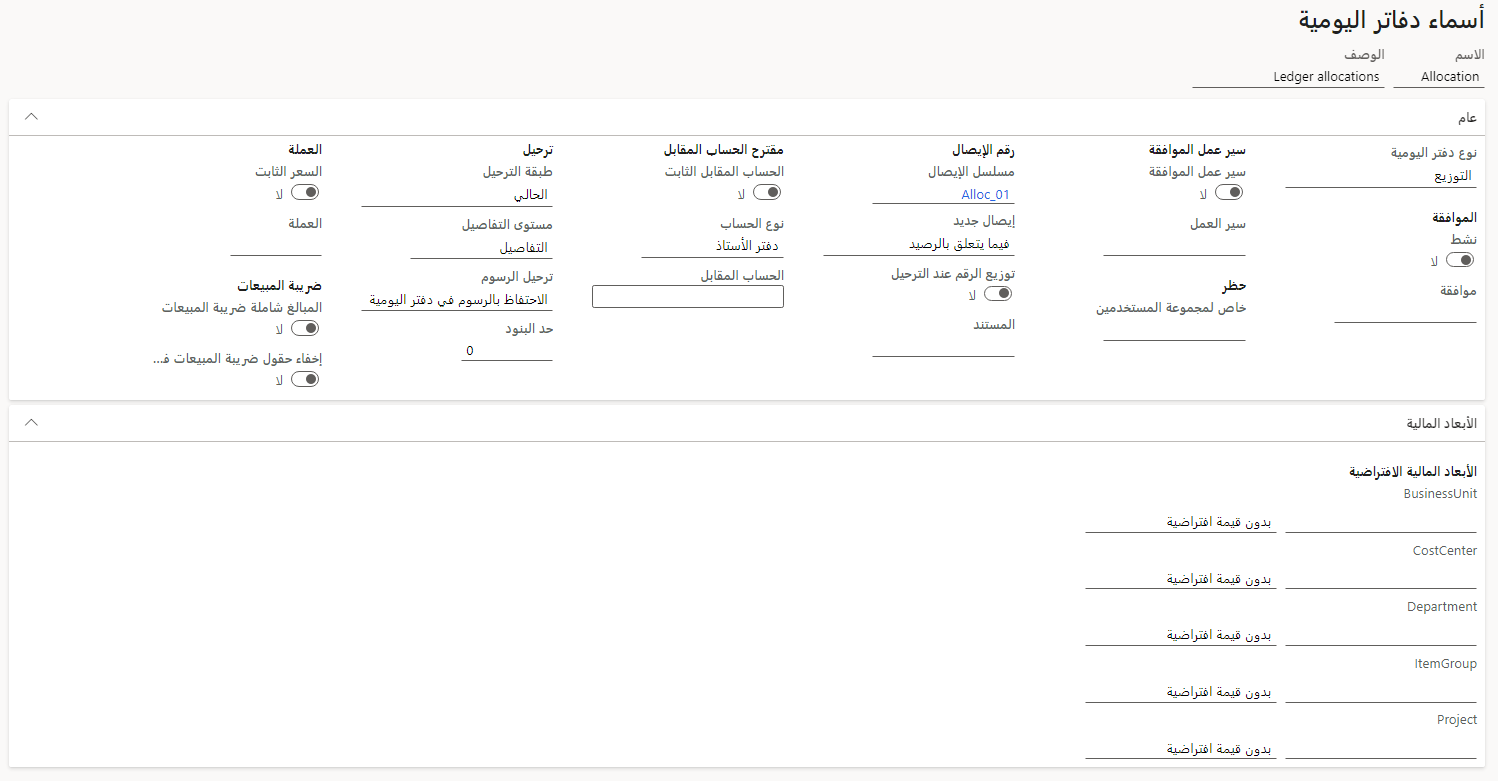 أسماء دفاتر اليومية
الاسم
Allocation
الوصف
Ledger allocations
عام
نوع دفتر اليومية
التوزيع
الموافقة
نشط
لا
موافقة
سير عمل الموافقة
سير عمل الموافقة
لا
سير العمل
حظر
خاص لمجموعة المستخدمين
رقم الإيصال
مسلسل الإيصال
Alloc_01
إيصال جديد
فيما يتعلق بالرصيد
توزيع الرقم عند الترحيل
لا
المستند
مقترح الحساب المقابل
الحساب المقابل الثابت
لا
نوع الحساب
دفتر الأستاذ
الحساب المقابل
ترحيل
طبقة الترحيل
الحالي
مستوى التفاصيل
التفاصيل
ترحيل الرسوم
الاحتفاظ بالرسوم في دفتر اليومية
حد البنود
0
العملة
السعر الثابت
لا
العملة
ضريبة المبيعات
المبالغ شاملة ضريبة المبيعات
لا
إخفاء حقول ضريبة المبيعات ف...
لا
الأبعاد المالية
الأبعاد المالية الافتراضية
BusinessUnit
بدون قيمة افتراضية
CostCenter
بدون قيمة افتراضية
Department
بدون قيمة افتراضية
ItemGroup
بدون قيمة افتراضية
Project
بدون قيمة افتراضية